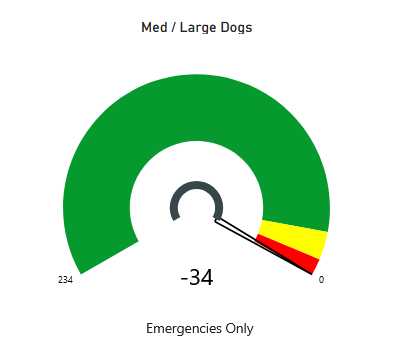 Med / Large Dogs
234
-34
0
Emergencies Only